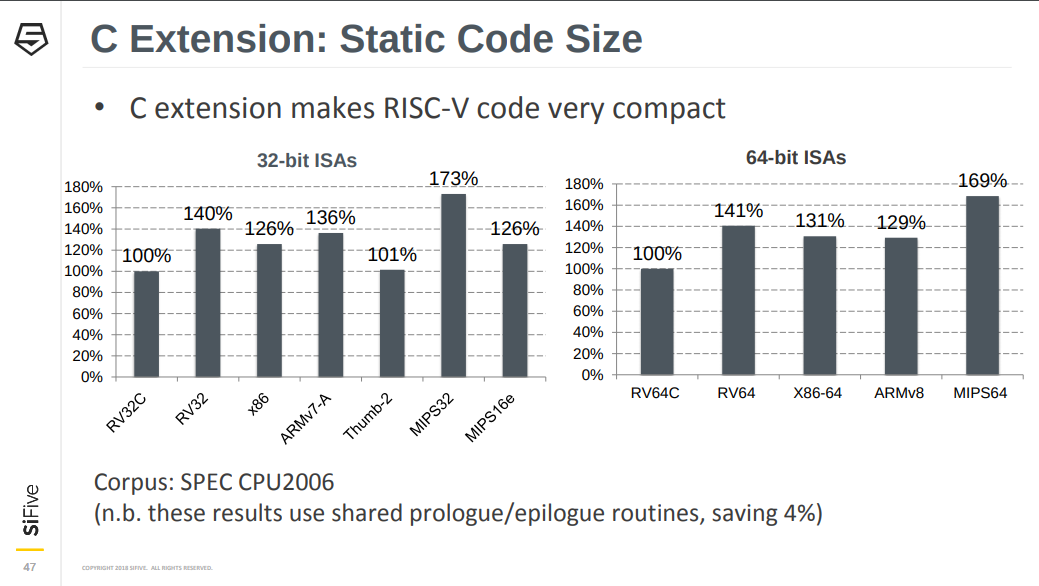 C Extension: Static Code Size
• C extension makes RISC-V code very compact
32-bit ISAs
180%
160%
140%
120%
100%
80%
60%
40%
20%
0%
100%
140%
126%
136%
101%
173%
126%
RV32C
RV32
x86
ARMv7-A
Thumb-2
MIPS32
MIPS16e
64-bit ISAs
180%
160%
140%
120%
100%
80%
60%
40%
20%
0%
100%
141%
131%
129%
169%
RV64C
RV64
X86-64
ARMv8
MIPS64
Corpus: SPEC CPU2006
(n.b. these results use shared prologue/epilogue routines, saving 4%)
SiFive
47
COPYRIGHT 2018 SIFIVE. ALL RIGHTS RESERVED.